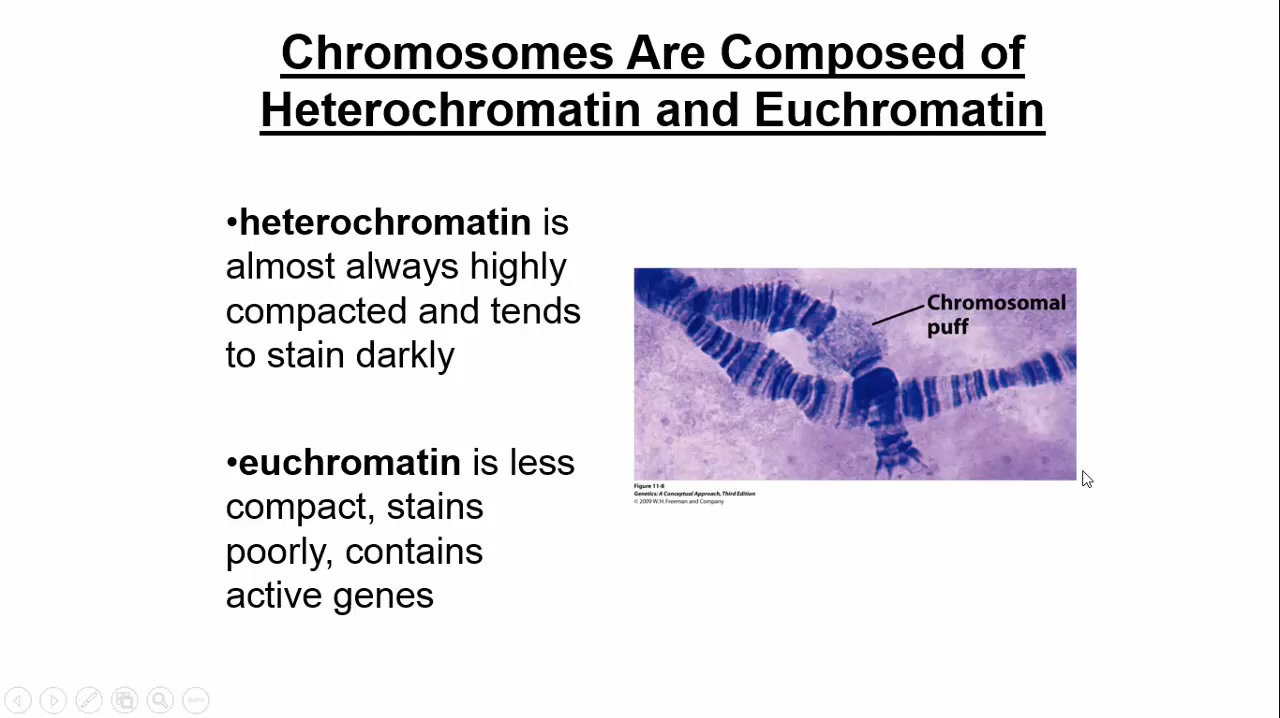 Chromosomes Are Composed of
Heterochromatin and Euchromatin
•heterochromatin is
almost always highly
compacted and tends
to stain darkly
•euchromatin is less
compact, stains
poorly, contains
active genes
Chromosomal
puff
Figure 11-8
Genetics: A Conceptual Approach, Third Edition
© 2009 W. H. Freeman and Company